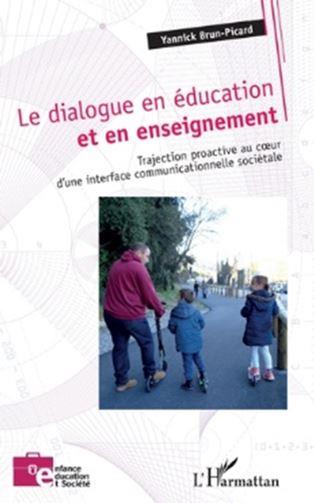 Yannick Brun-Picard
Le dialogue en éducation
et en enseignement
Trajection proactive au cœur
d'une interface communicationnelle sociétale
enfance
éducation
et Société
L'Harmattan